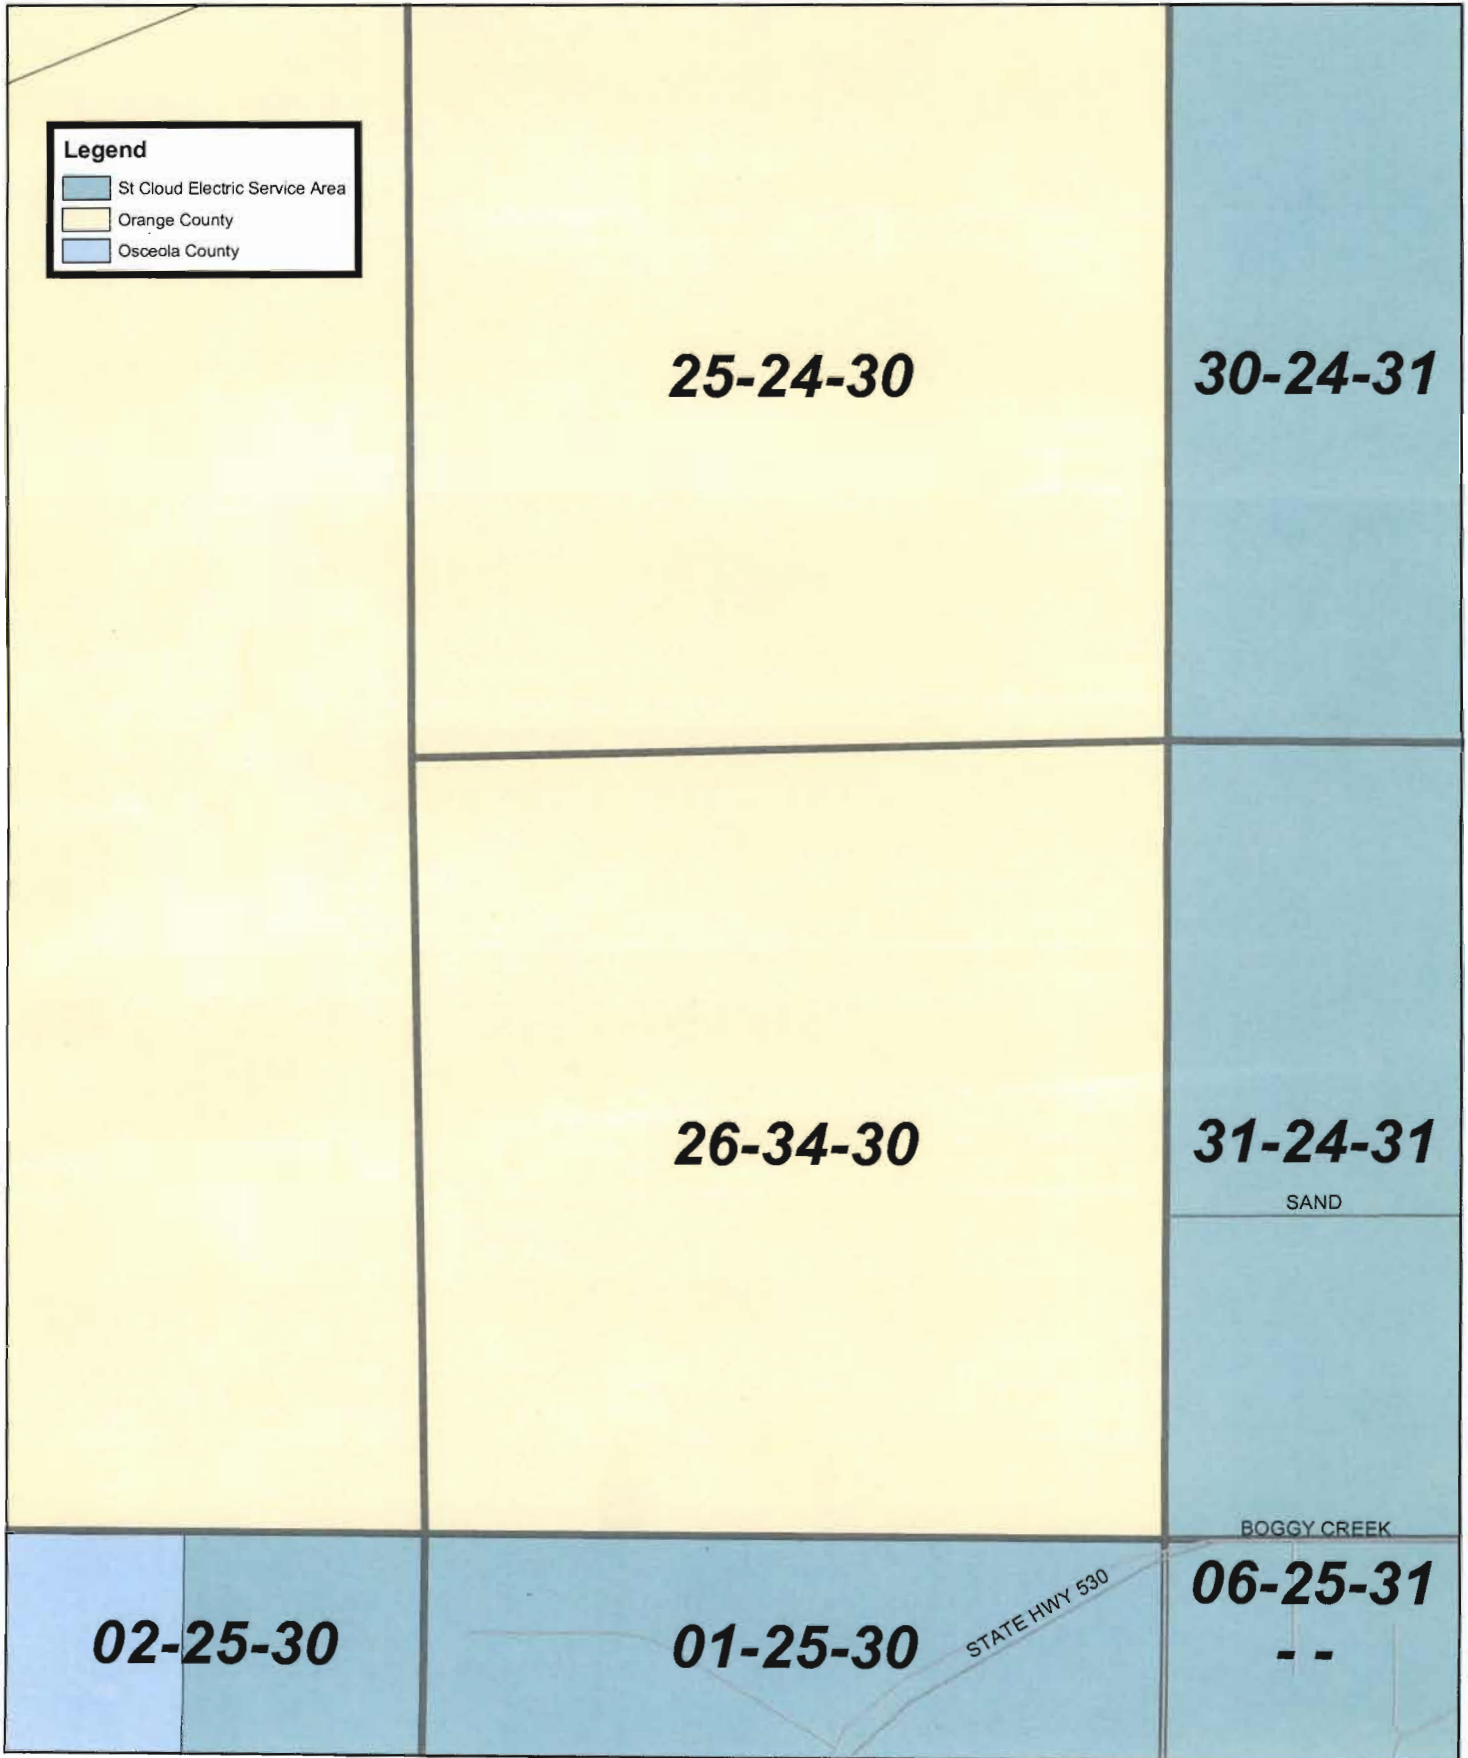 Legend
St Cloud Electric Service Area
Orange County
Osceola County
25-24-30
30-24-31
26-34-30
31-24-31
SAND
BOGGY CREEK
06-25-31
- -
STATE HWY 530
02-25-30
01-25-30